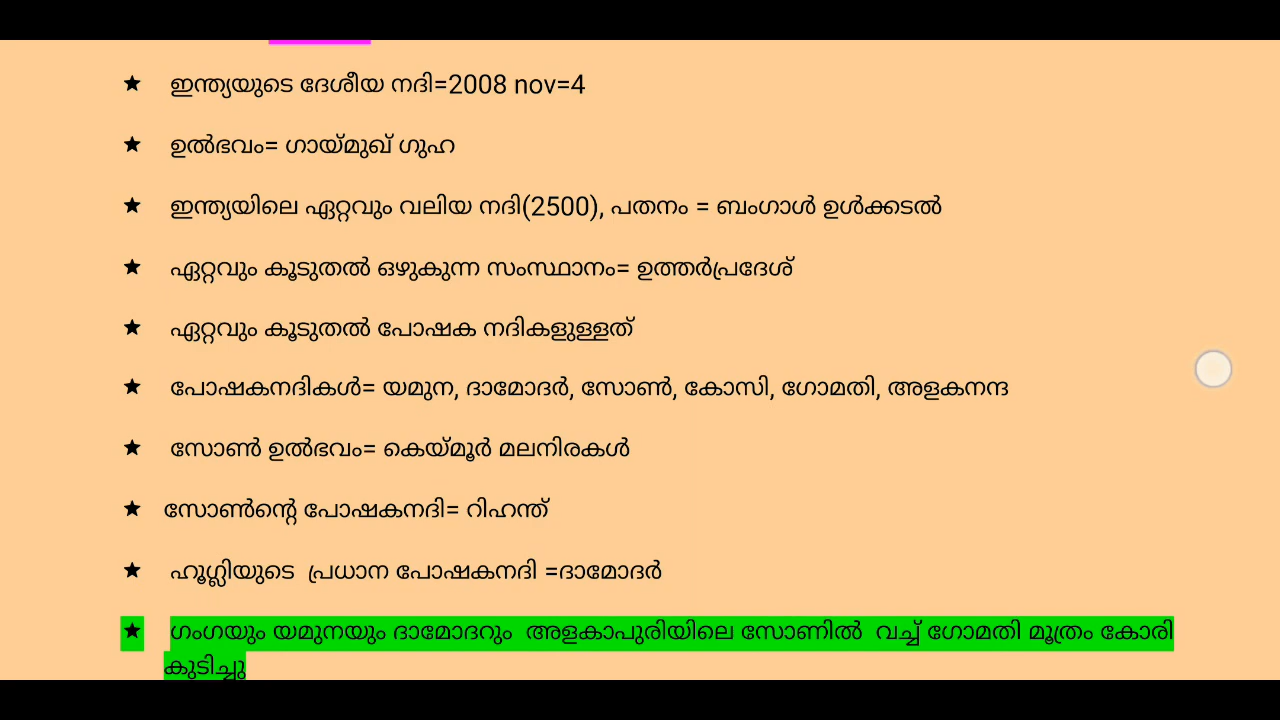 ★ ഇന്ത്യയുടെ ദേശീയ നദി=2008 nov=4
★ ഉൽഭവം= ഗായ്മുഖ് ഗുഹ
★ ഇന്ത്യയിലെ ഏറ്റവും വലിയ നദി(2500), പതനം = ബംഗാൾ ഉൾക്കടൽ
★ ഏറ്റവും കൂടുതൽ ഒഴുകുന്ന സംസ്ഥാനം= ഉത്തർപ്രദേശ്
★ ഏറ്റവും കൂടുതൽ പോഷക നദികളുള്ളത്
★ പോഷകനദികൾ= യമുന, ദാമോദർ, സോൺ, കോസി, ഗോമതി, അളകനന്ദ
★ സോൺ ഉൽഭവം= കെയ്മൂർ മലനിരകൾ
★ സോൺന്റെ പോഷകനദി= റിഹന്ത്
★ ഹൂഗ്ലിയുടെ പ്രധാന പോഷകനദി =ദാമോദർ
★ ഗംഗയും യമുനയും ദാമോദറും അളകാപുരിയിലെ സോണിൽ വച്ച് ഗോമതി മൂത്രം കോരി
കുടിച്ചു